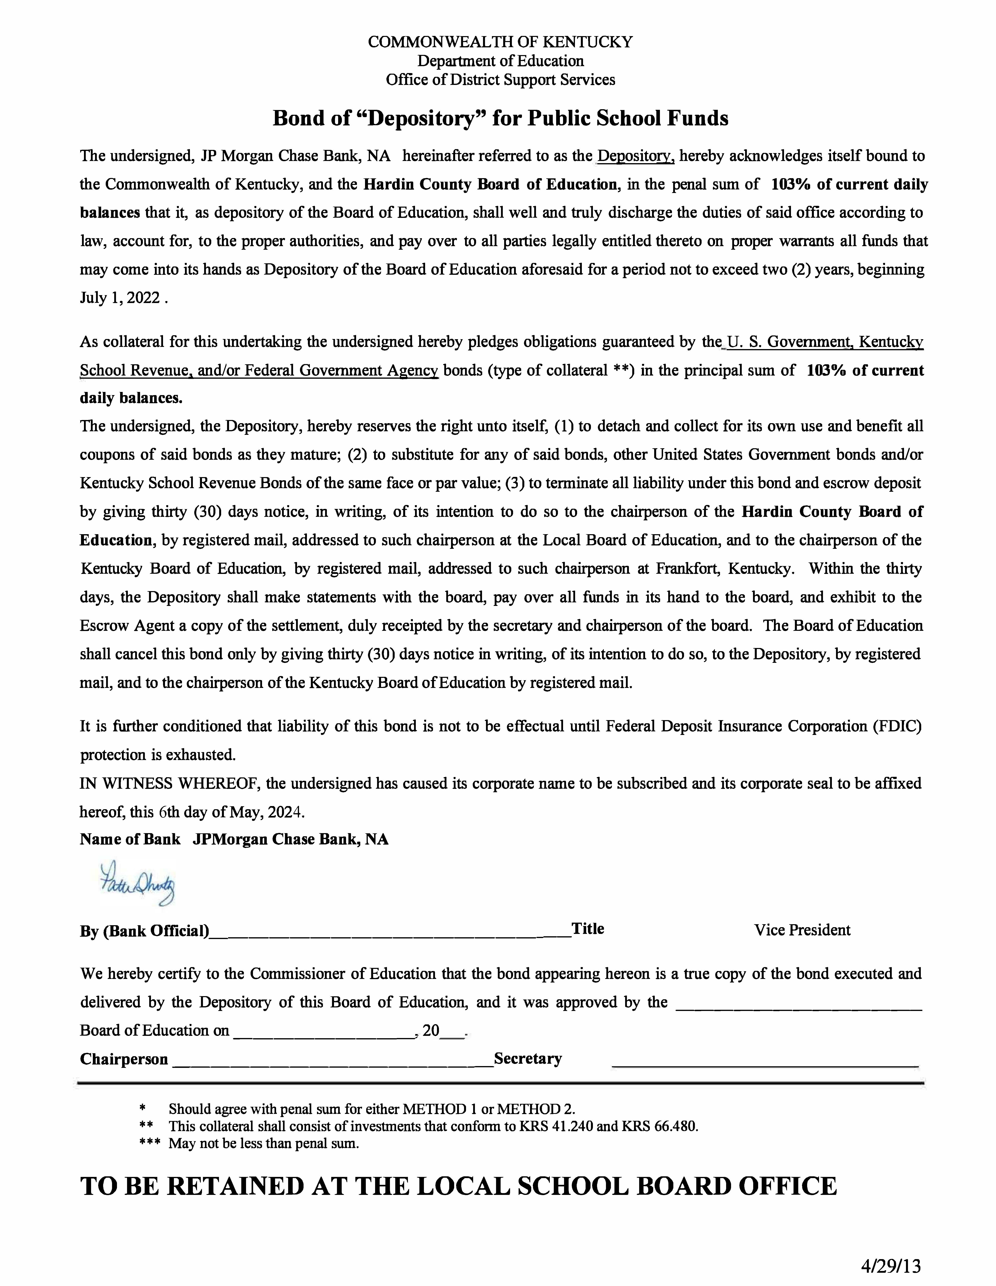 COMMONWEALTH OF KENTUCKY
Department of Education
Office of District Support Services
Bond of “Depository” for Public School Funds
The undersigned, JP Morgan Chase Bank, NA hereinafter referred to as the Depository, hereby acknowledges itself bound to
the Commonwealth of Kentucky, and the Hardin County Board of Education, in the penal sum of 103% of current daily
balances that it, as depository of the Board of Education, shall well and truly discharge the duties of said office according to
law, account for, to the proper authorities, and pay over to all parties legally entitled thereto on proper warrants all funds that
may come into its hands as Depository of the Board of Education aforesaid for a period not to exceed two (2) years, beginning
July 1, 2022 .
As collateral for this undertaking the undersigned hereby pledges obligations guaranteed by the U. S. Government, Kentucky
School Revenue, and/or Federal Government Agency bonds (type of collateral **) in the principal sum of 103% of current
daily balances.
The undersigned, the Depository, hereby reserves the right unto itself, (1) to detach and collect for its own use and benefit all
coupons of said bonds as they mature; (2) to substitute for any of said bonds, other United States Government bonds and/or
Kentucky School Revenue Bonds of the same face or par value; (3) to terminate all liability under this bond and escrow deposit
by giving thirty (30) days notice, in writing, of its intention to do so to the chairperson of the Hardin County Board of
Education, by registered mail, addressed to such chairperson at the Local Board of Education, and to the chairperson of the
Kentucky Board of Education, by registered mail, addressed to such chairperson at Frankfort, Kentucky. Within the thirty
days, the Depository shall make statements with the board, pay over all funds in its hand to the board, and exhibit to the
Escrow Agent a copy of the settlement, duly receipted by the secretary and chairperson of the board. The Board of Education
shall cancel this bond only by giving thirty (30) days notice in writing, of its intention to do so, to the Depository, by registered
mail, and to the chairperson of the Kentucky Board of Education by registered mail.
It is further conditioned that liability of this bond is not to be effectual until Federal Deposit Insurance Corporation (FDIC)
protection is exhausted.
IN WITNESS WHEREOF, the undersigned has caused its corporate name to be subscribed and its corporate seal to be affixed
hereof, this 6th day of May, 2024.
Name of Bank JPMorgan Chase Bank, NA
By (Bank Official)____________________Title Vice President
We hereby certify to the Commissioner of Education that the bond appearing hereon is a true copy of the bond executed and
delivered by the Depository of this Board of Education, and it was approved by the ____________________
Board of Education on ____________________, 20___.
Chairperson ____________________Secretary ____________________
* Should agree with penal sum for either METHOD 1 or METHOD 2.
** This collateral shall consist of investments that conform to KRS 41.240 and KRS 66.480.
*** May not be less than penal sum.
TO BE RETAINED AT THE LOCAL SCHOOL BOARD OFFICE
4/29/13